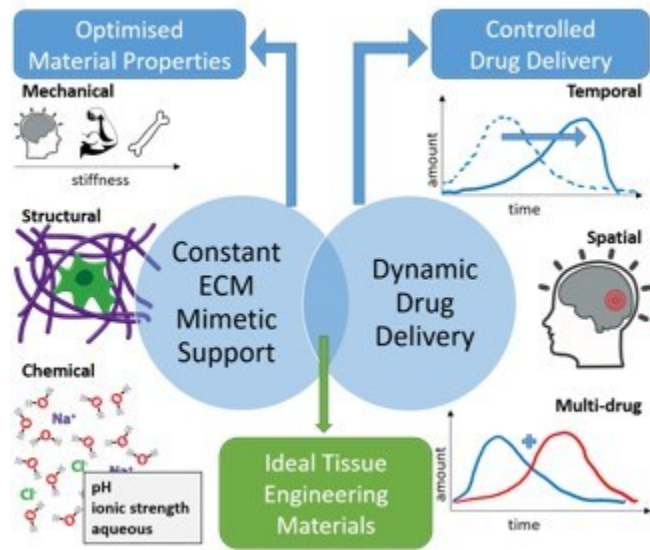 Optimised
Material Properties
Controlled
Drug Delivery
Mechanical
stiffness
Temporal
amount
time
Structural
Constant
ECM
Mimetic
Support
Dynamic
Drug
Delivery
Spatial
Chemical
Na⁺
Cl⁻
Na⁺
Cl⁻
pH
ionic strength
aqueous
Ideal Tissue
Engineering
Materials
Multi-drug
amount
time